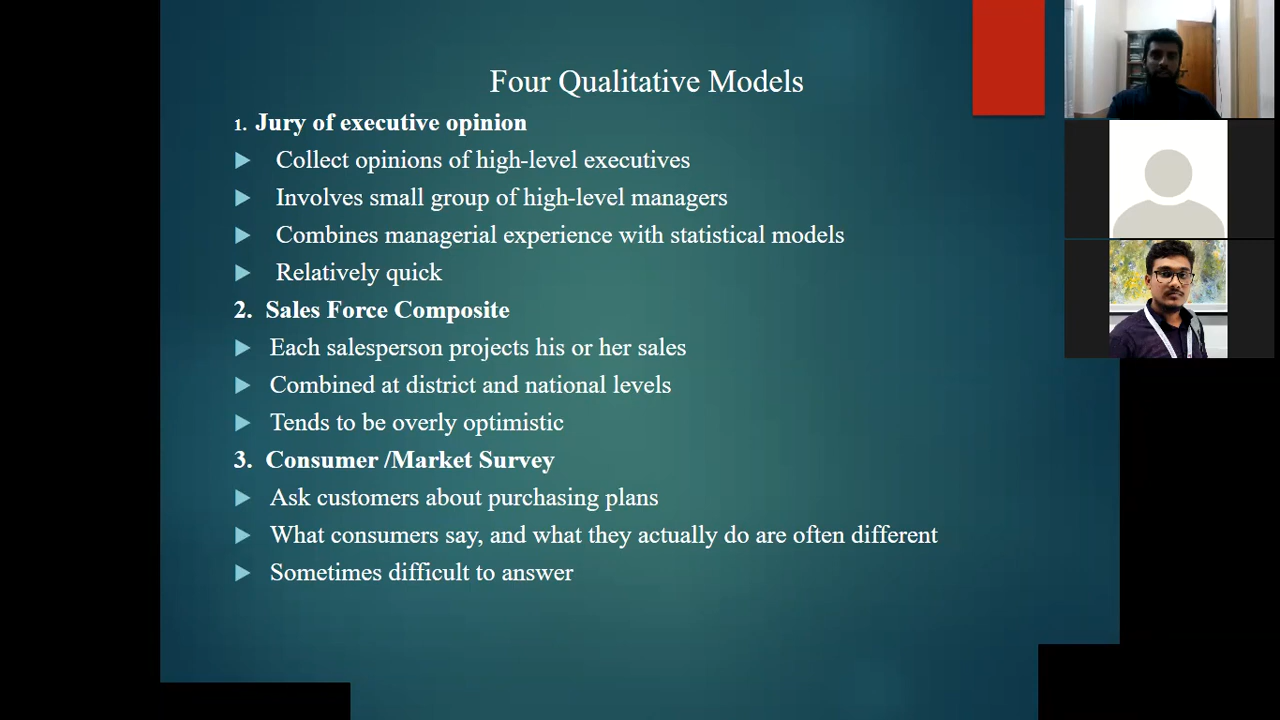 Four Qualitative Models
1. Jury of executive opinion
Collect opinions of high-level executives
Involves small group of high-level managers
Combines managerial experience with statistical models
Relatively quick
2. Sales Force Composite
Each salesperson projects his or her sales
Combined at district and national levels
Tends to be overly optimistic
3. Consumer /Market Survey
Ask customers about purchasing plans
What consumers say, and what they actually do are often different
Sometimes difficult to answer